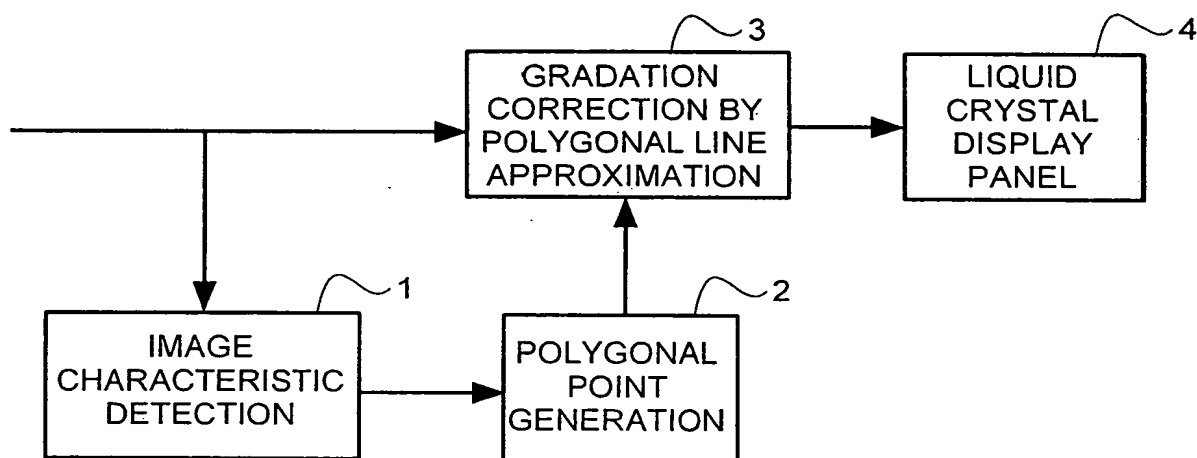 3
GRADATION
CORRECTION BY
POLYGONAL LINE
APPROXIMATION
4
LIQUID
CRYSTAL
DISPLAY
PANEL
1
IMAGE
CHARACTERISTIC
DETECTION
2
POLYGONAL
POINT
GENERATION